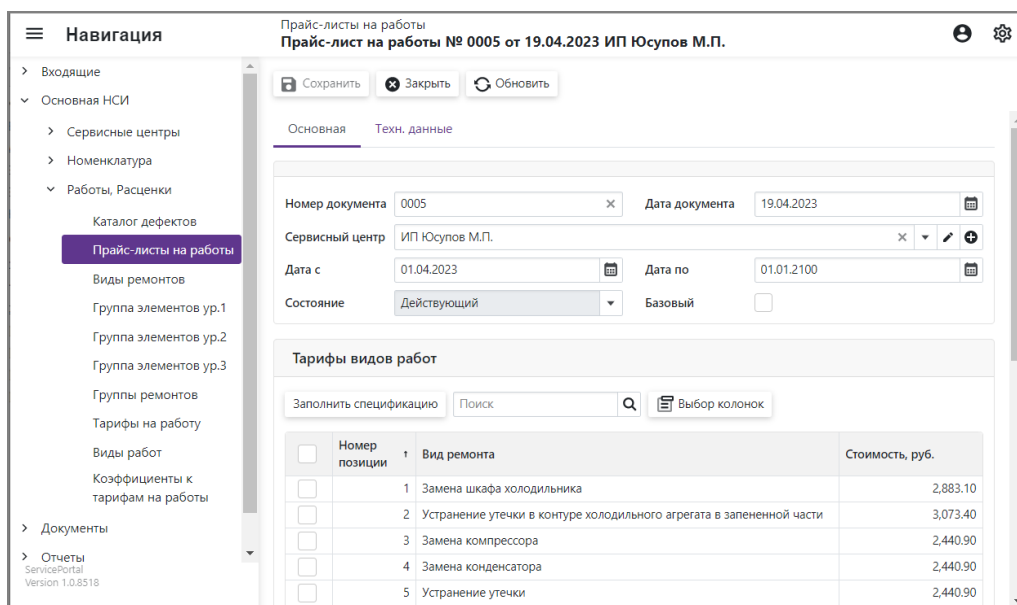 Навигация
Прайс-листы на работы
Прайс-лист на работы № 0005 от 19.04.2023 ИП Юсупов М.П.
Входящие
Основная НСИ
Сервисные центры
Номенклатура
Работы, Расценки
Каталог дефектов
Прайс-листы на работы
Виды ремонтов
Группа элементов ур.1
Группа элементов ур.2
Группа элементов ур.3
Группы ремонтов
Тарифы на работу
Виды работ
Коэффициенты к
тарифам на работы
Документы
Отчеты
ServicePortal
Version 1.0.8518
Сохранить Закрыть Обновить
Основная Техн. данные
Номер документа 0005 Дата документа 19.04.2023
Сервисный центр ИП Юсупов М.П.
Дата с 01.04.2023 Дата по 01.01.2100
Состояние Действующий Базовый
Тарифы видов работ
Заполнить спецификацию Поиск Выбор колонок
Номер
позиции ↑ Вид ремонта Стоимость, руб.
1 Замена шкафа холодильника 2,883.10
2 Устранение утечки в контуре холодильного агрегата в запененной части 3,073.40
3 Замена компрессора 2,440.90
4 Замена конденсатора 2,440.90
5 Устранение утечки 2,440.90